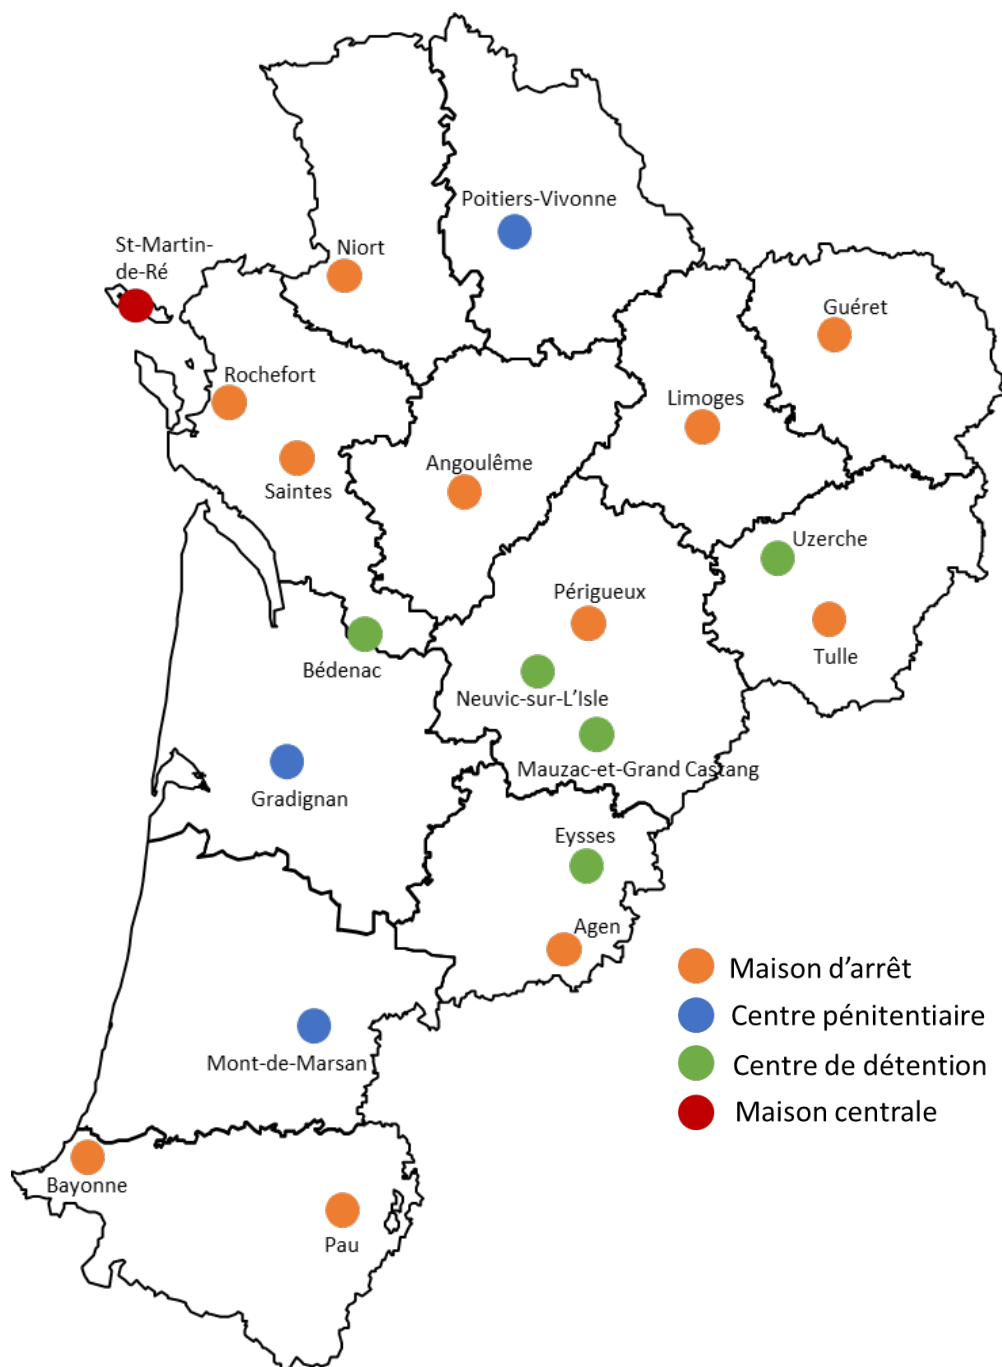 Poitiers-Vivonne
St-Martin-
de-Ré
Niort
Guéret
Rochefort
Limoges
Angoulême
Saintes
Uzerche
Périgueux
Tulle
Bédenac
Neuvic-sur-L'Isle
Mauzac-et-Grand Castang
Gradignan
Eysses
Agen
Maison d'arrêt
Centre pénitentiaire
Mont-de-Marsan
Centre de détention
Maison centrale
Bayonne
Pau